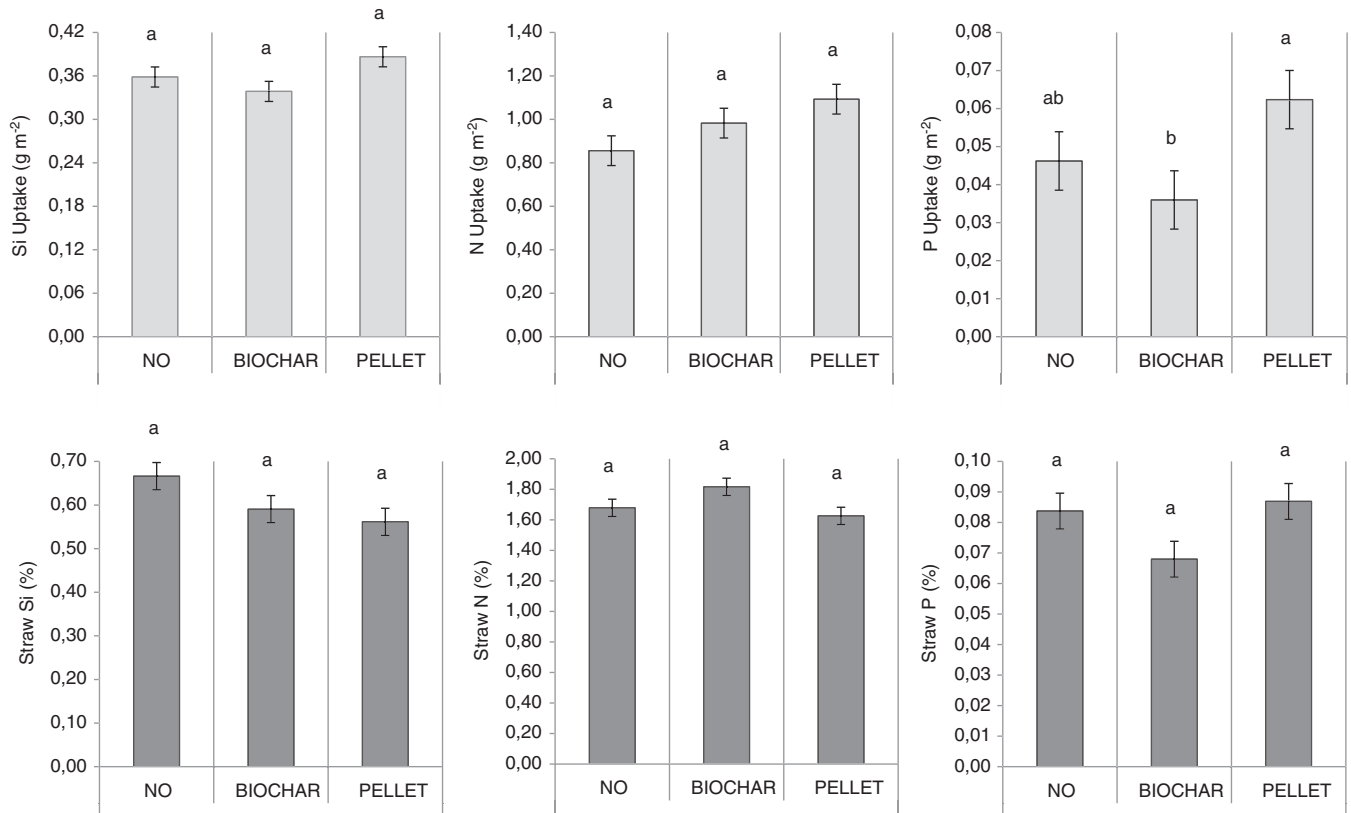 Si Uptake (g m⁻²)
0,42
0,36
0,30
0,24
0,18
0,12
0,06
0,00
a
a
a
NO
BIOCHAR
PELLET
N Uptake (g m⁻²)
1,40
1,20
1,00
0,80
0,60
0,40
0,20
0,00
a
a
a
NO
BIOCHAR
PELLET
P Uptake (g m⁻²)
0,08
0,07
0,06
0,05
0,04
0,03
0,02
0,01
0,00
ab
b
a
NO
BIOCHAR
PELLET
Straw Si (%)
0,70
0,60
0,50
0,40
0,30
0,20
0,10
0,00
a
a
a
NO
BIOCHAR
PELLET
Straw N (%)
2,00
1,80
1,60
1,40
1,20
1,00
0,80
0,60
0,40
0,20
0,00
a
a
a
NO
BIOCHAR
PELLET
Straw P (%)
0,10
0,09
0,08
0,07
0,06
0,05
0,04
0,03
0,02
0,01
0,00
a
a
a
NO
BIOCHAR
PELLET